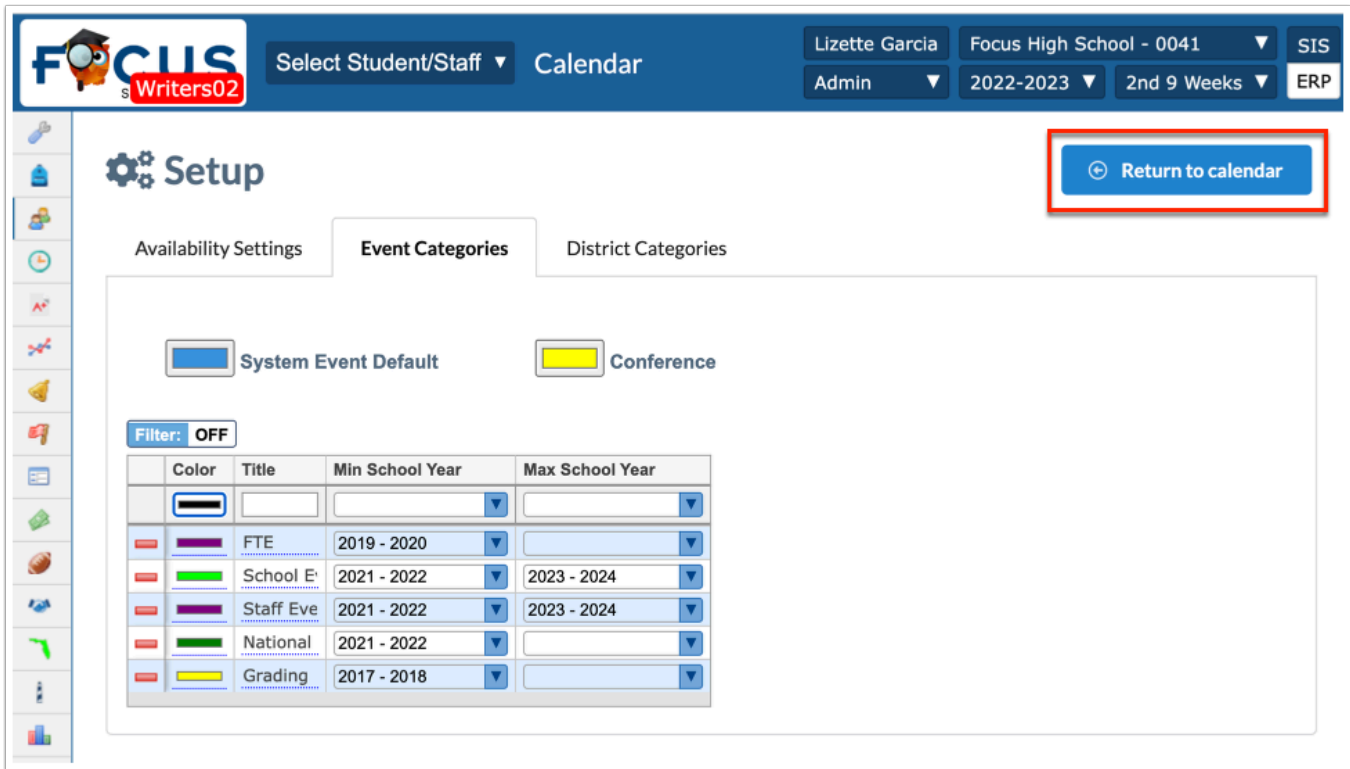 FOCUS
S
Writers02
Select Student/Staff ▼
Calendar
Lizette Garcia
Focus High School - 0041 ▼
SIS
Admin ▼
2022-2023 ▼
2nd 9 Weeks ▼
ERP
Setup
Return to calendar
Availability Settings
Event Categories
District Categories
System Event Default
Conference
Filter: OFF
Color Title Min School Year Max School Year
FTE 2019 - 2020
School E 2021 - 2022 2023 - 2024
Staff Eve 2021 - 2022 2023 - 2024
National 2021 - 2022
Grading 2017 - 2018